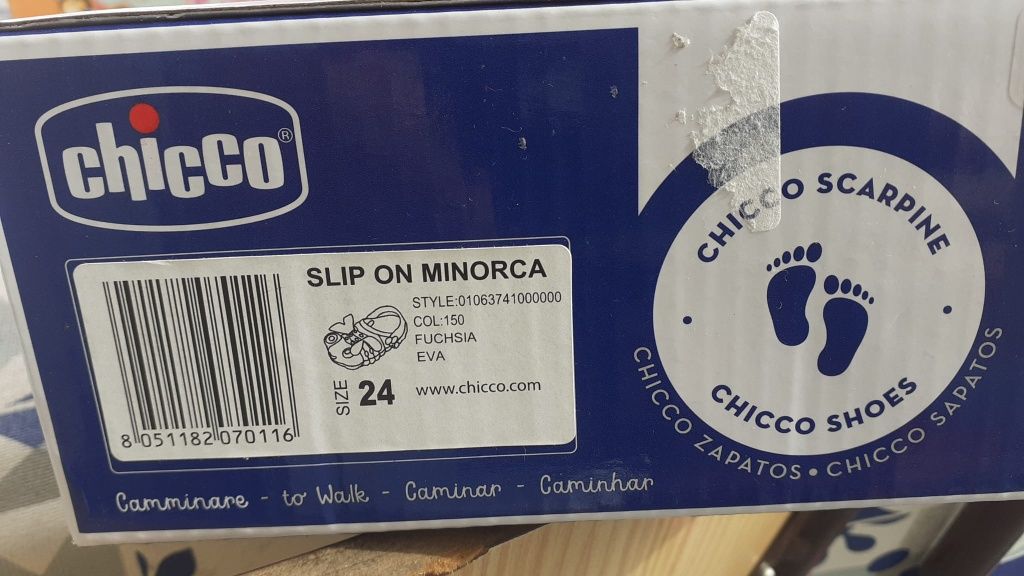 chicco®
SLIP ON MINORCA
STYLE:01063741000000
COL:150
FUCHSIA
EVA
SIZE 24
www.chicco.com
8 051182 070116
Camminare - to Walk - Caminar - Caminhar
CHICCO SCARPINE
CHICCO SHOES
CHICCO ZAPATOS • CHICCO SAPATOS